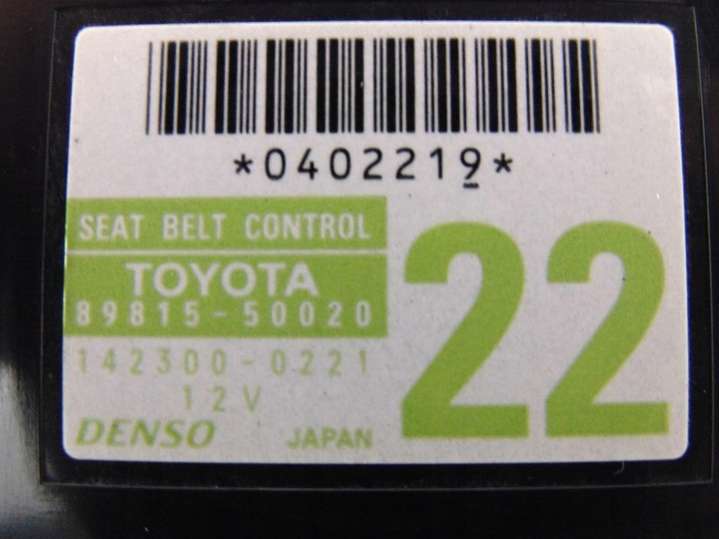 *0402219*
SEAT BELT CONTROL
TOYOTA
89815-50020
22
142300-0221
12V
DENSO JAPAN